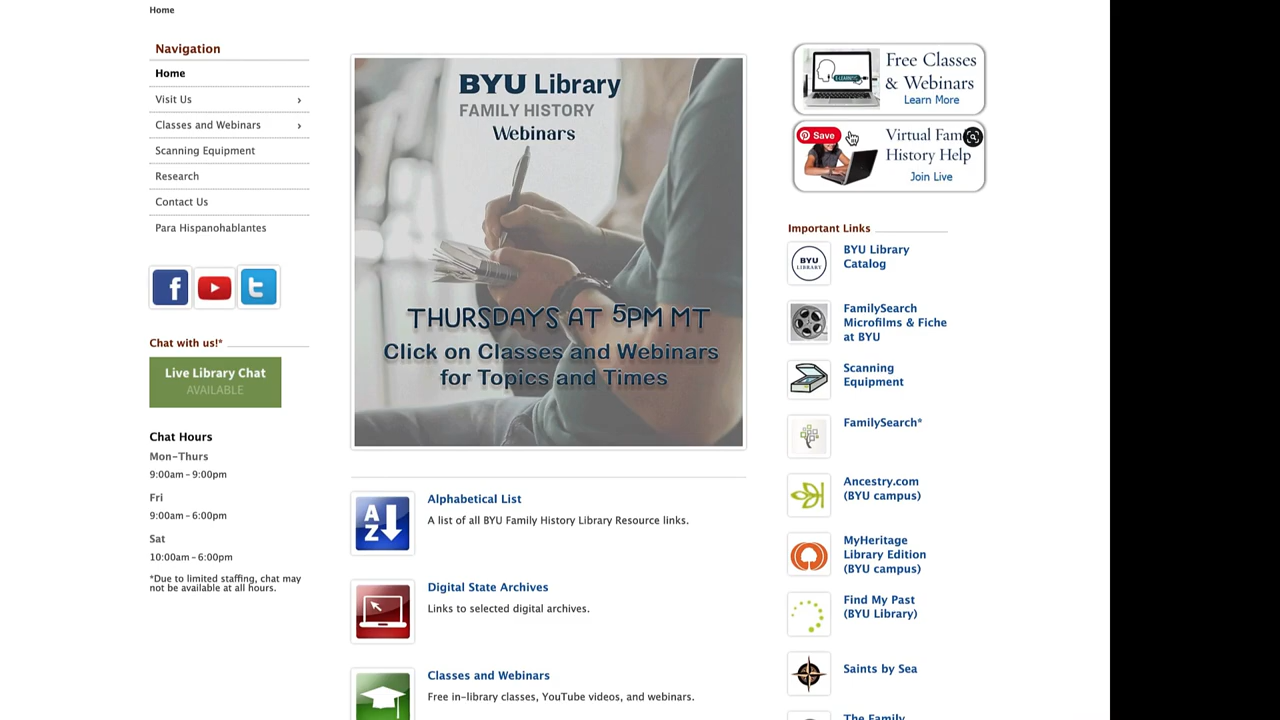 Home
Navigation
Home
Visit Us
Classes and Webinars
Scanning Equipment
Research
Contact Us
Para Hispanohablantes
Chat with us!*
Live Library Chat
AVAILABLE
Chat Hours
Mon-Thurs
9:00am - 9:00pm
Fri
9:00am - 6:00pm
Sat
10:00am - 6:00pm
*Due to limited staffing, chat may
not be available at all hours.
BYU Library
FAMILY HISTORY
Webinars
THURSDAYS AT 5PM MT
Click on Classes and Webinars
for Topics and Times
Alphabetical List
A list of all BYU Family History Library Resource links.
Digital State Archives
Links to selected digital archives.
Classes and Webinars
Free in-library classes, YouTube videos, and webinars.
Free Classes
& Webinars
Learn More
Save
Virtual Fam
History Help
Join Live
Important Links
BYU
LIBRARY
BYU Library
Catalog
FamilySearch
Microfilms & Fiche
at BYU
Scanning
Equipment
FamilySearch*
Ancestry.com
(BYU campus)
MyHeritage
Library Edition
(BYU campus)
Find My Past
(BYU Library)
Saints by Sea
The Family